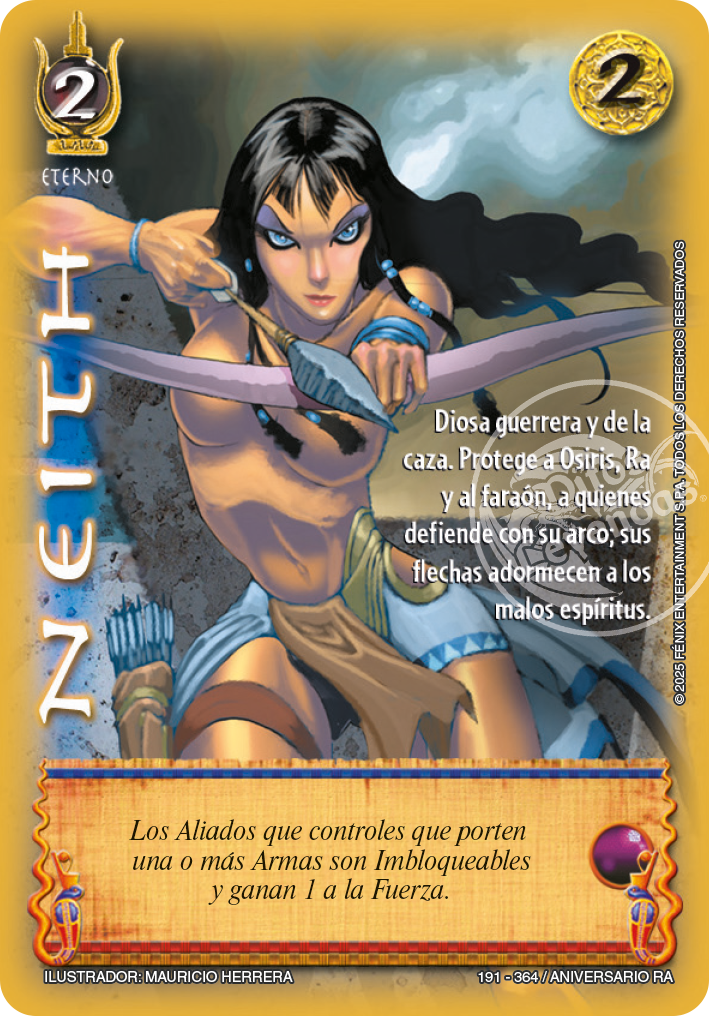 2
2
ETERNO
NEITH
Diosa guerrera y de la
caza. Protege a Osiris, Ra
y al faraón, a quienes
defiende con su arco; sus
flechas adormecen a los
malos espíritus.
© 2025 FÉNIX ENTERTAINMENT S.P.A. TODOS LOS DERECHOS RESERVADOS
Los Aliados que controles que porten
una o más Armas son Imbloqueables
y ganan 1 a la Fuerza.
ILUSTRADOR: MAURICIO HERRERA
191 - 364 / ANIVERSARIO RA